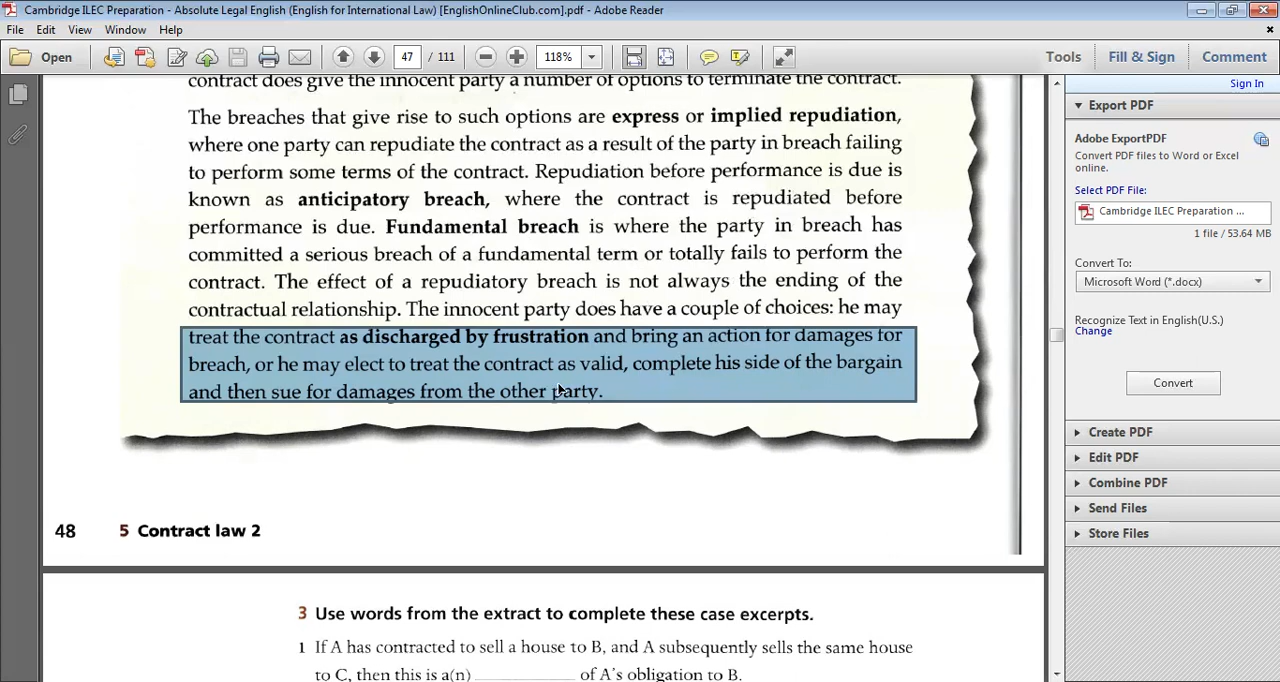 Cambridge ILEC Preparation - Absolute Legal English (English for International Law) [EnglishOnlineClub.com].pdf - Adobe Reader
File Edit View Window Help
Open 47 / 111 118% Tools Fill & Sign Comment
contract does give the innocent party a number of options to terminate the contract.
The breaches that give rise to such options are express or implied repudiation,
where one party can repudiate the contract as a result of the party in breach failing
to perform some terms of the contract. Repudiation before performance is due is
known as anticipatory breach, where the contract is repudiated before
performance is due. Fundamental breach is where the party in breach has
committed a serious breach of a fundamental term or totally fails to perform the
contract. The effect of a repudiatory breach is not always the ending of the
contractual relationship. The innocent party does have a couple of choices: he may
treat the contract as discharged by frustration and bring an action for damages for
breach, or he may elect to treat the contract as valid, complete his side of the bargain
and then sue for damages from the other party.
48 5 Contract law 2
3 Use words from the extract to complete these case excerpts.
1 If A has contracted to sell a house to B, and A subsequently sells the same house
to C, then this is a(n) ____________ of A's obligation to B.
Sign In
Export PDF
Adobe ExportPDF
Convert PDF files to Word or Excel
online.
Select PDF File:
Cambridge ILEC Preparation ...
1 file / 53.64 MB
Convert To:
Microsoft Word (*.docx)
Recognize Text in English(U.S.)
Change
Convert
Create PDF
Edit PDF
Combine PDF
Send Files
Store Files